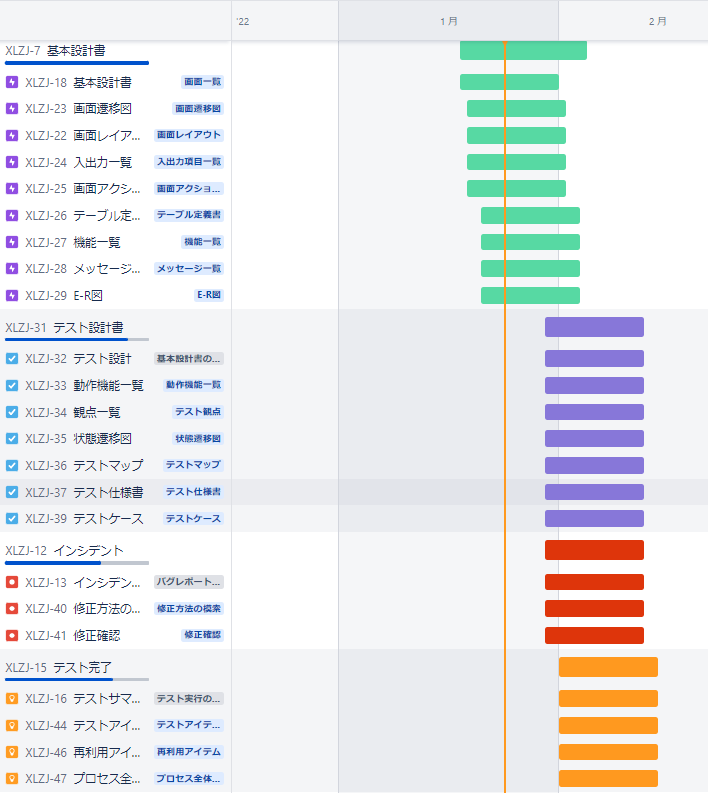 '22 1 月 2 月
XLZJ-7 基本設計書
XLZJ-18 基本設計書 画面一覧
XLZJ-23 画面遷移図 画面遷移図
XLZJ-22 画面レイア... 画面レイアウト
XLZJ-24 入出力一覧 入出力項目一覧
XLZJ-25 画面アクシ... 画面アクショ...
XLZJ-26 テーブル定... テーブル定義書
XLZJ-27 機能一覧 機能一覧
XLZJ-28 メッセージ... メッセージ一覧
XLZJ-29 E-R図 E-R図
XLZJ-31 テスト設計書
XLZJ-32 テスト設計 基本設計書の...
XLZJ-33 動作機能一覧 動作機能一覧
XLZJ-34 観点一覧 テスト観点
XLZJ-35 状態遷移図 状態遷移図
XLZJ-36 テストマップ テストマップ
XLZJ-37 テスト仕様書 テスト仕様書
XLZJ-39 テストケース テストケース
XLZJ-12 インシデント
XLZJ-13 インシデン... バグレポート...
XLZJ-40 修正方法の... 修正方法の模索
XLZJ-41 修正確認 修正確認
XLZJ-15 テスト完了
XLZJ-16 テストサマ... テスト実行の...
XLZJ-44 テストアイ... テストアイテ...
XLZJ-46 再利用アイ... 再利用アイテム
XLZJ-47 プロセス全... プロセス全体...